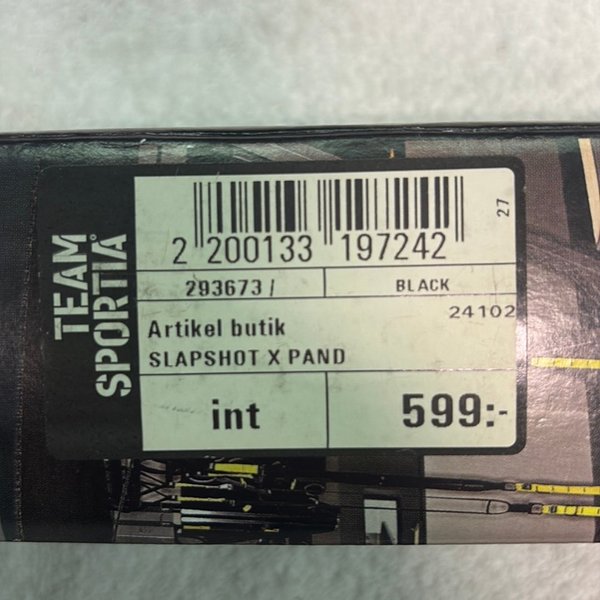 TEAM
SPORTIA
27
2 200133 197242
293673 /
BLACK
24102
Artikel butik
SLAPSHOT X PAND
int
599:-